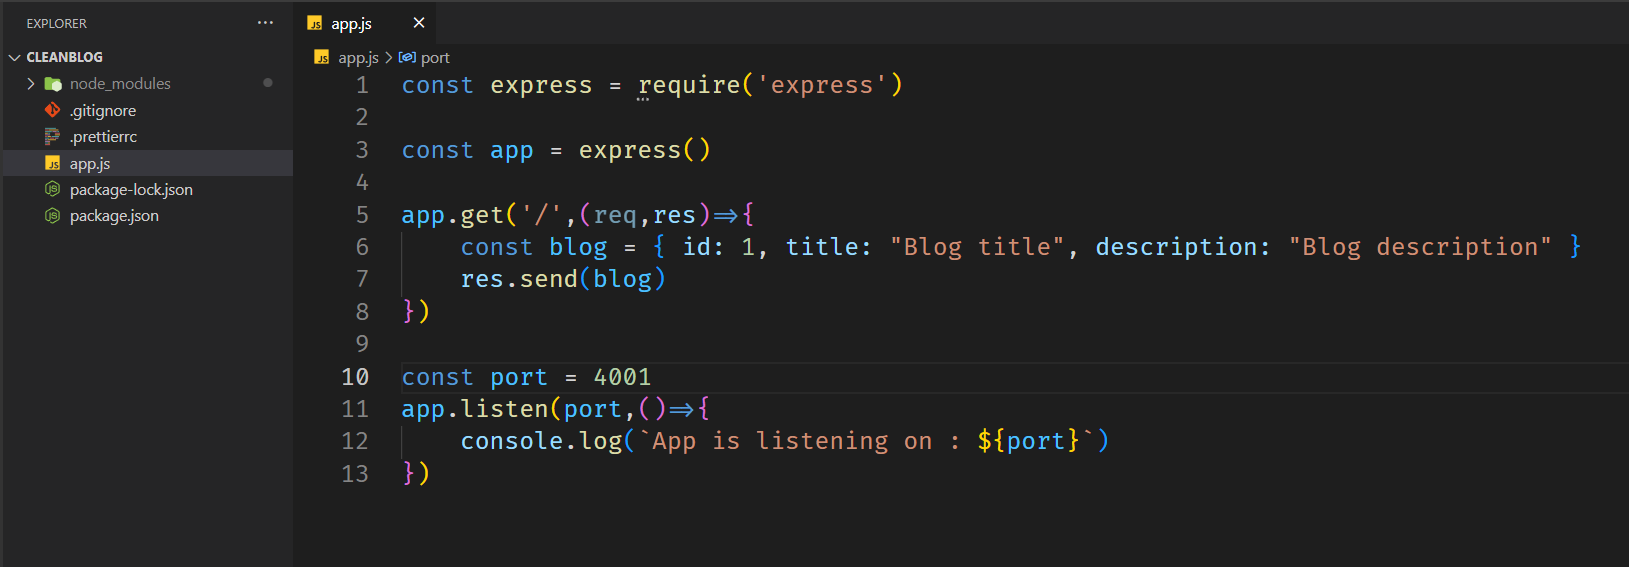 EXPLORER ...
CLEANBLOG
node_modules
.gitignore
.prettierrc
app.js
package-lock.json
package.json
JS app.js ×
JS app.js > port
1 const express = require('express')
2
3 const app = express()
4
5 app.get('/',(req,res)=>{
6     const blog = { id: 1, title: "Blog title", description: "Blog description" }
7     res.send(blog)
8 })
9
10 const port = 4001
11 app.listen(port,()=>{
12     console.log(`App is listening on : ${port}`)
13 })